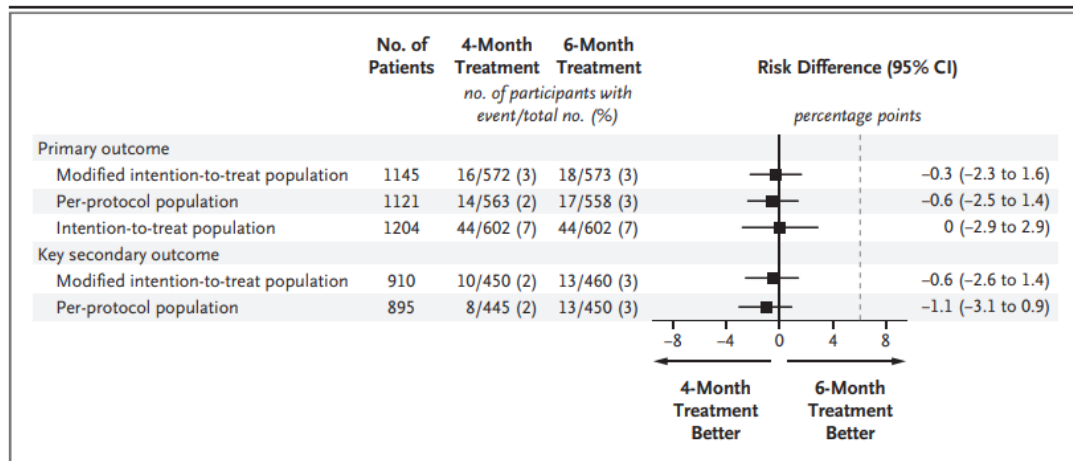 No. of Patients 4-Month Treatment 6-Month Treatment Risk Difference (95% CI)
no. of participants with event/total no. (%) percentage points
Primary outcome
Modified intention-to-treat population 1145 16/572 (3) 18/573 (3) −0.3 (−2.3 to 1.6)
Per-protocol population 1121 14/563 (2) 17/558 (3) −0.6 (−2.5 to 1.4)
Intention-to-treat population 1204 44/602 (7) 44/602 (7) 0 (−2.9 to 2.9)
Key secondary outcome
Modified intention-to-treat population 910 10/450 (2) 13/460 (3) −0.6 (−2.6 to 1.4)
Per-protocol population 895 8/445 (2) 13/450 (3) −1.1 (−3.1 to 0.9)
−8 −4 0 4 8
4-Month Treatment Better 6-Month Treatment Better